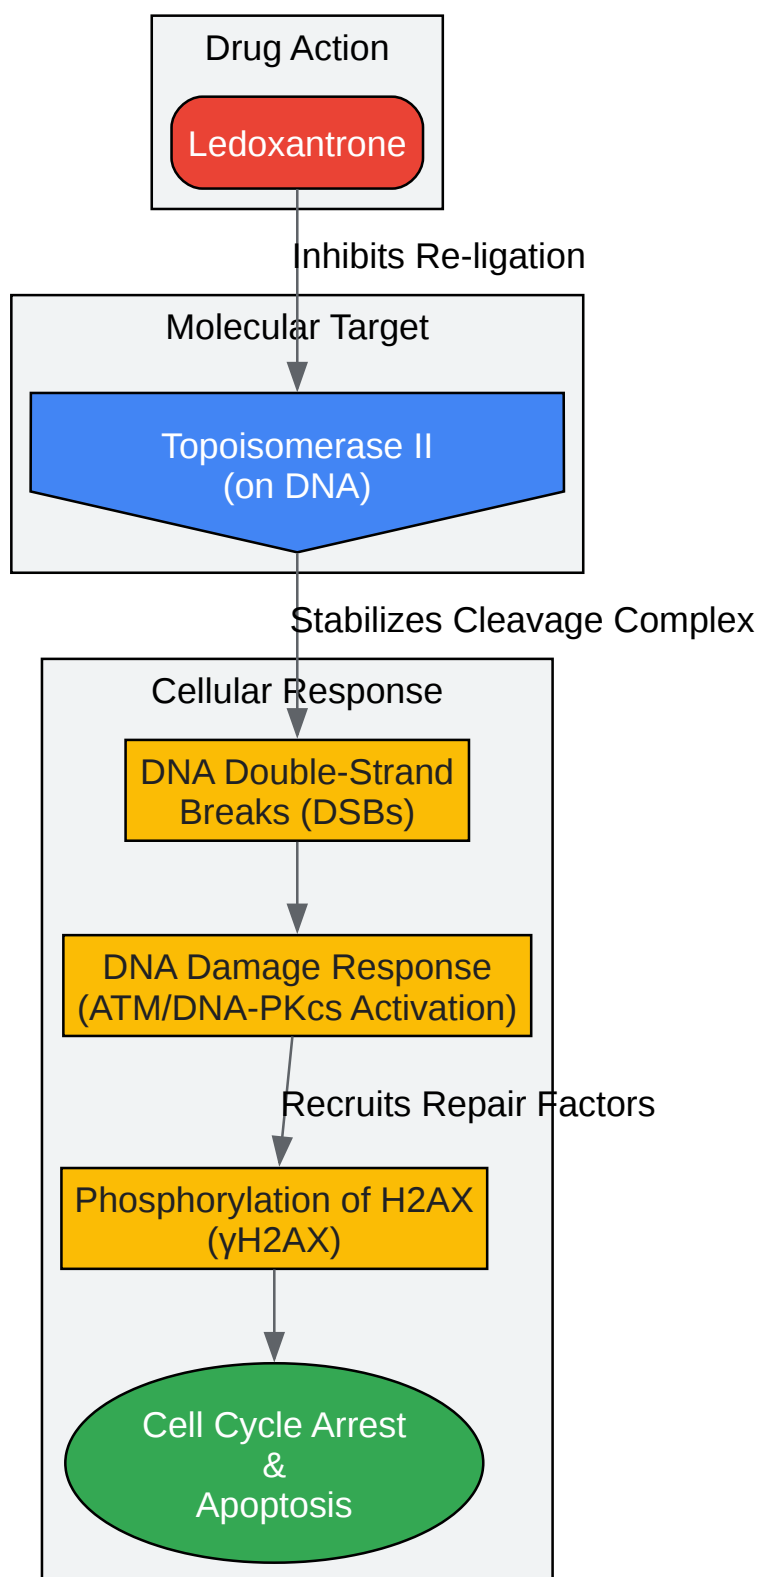 Drug Action
Ledoxantrone
Inhibits Re-ligation
Molecular Target
Topoisomerase II
(on DNA)
Stabilizes Cleavage Complex
Cellular Response
DNA Double-Strand
Breaks (DSBs)
DNA Damage Response
(ATM/DNA-PKcs Activation)
Recruits Repair Factors
Phosphorylation of H2AX
(γH2AX)
Cell Cycle Arrest
&
Apoptosis